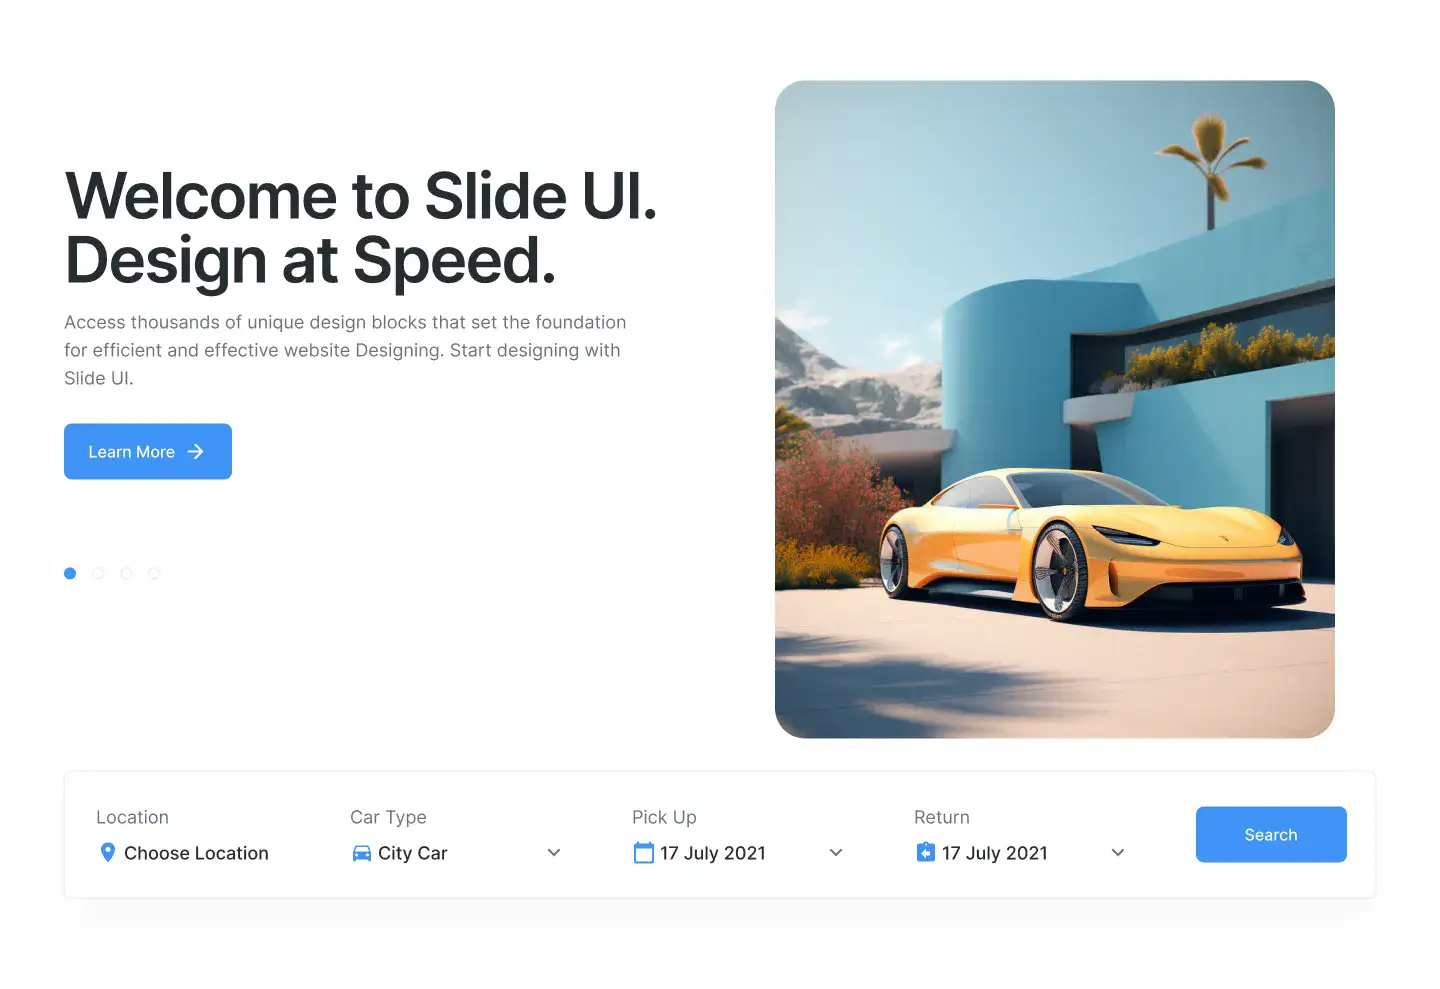 Welcome to Slide UI.
Design at Speed.
Access thousands of unique design blocks that set the foundation
for efficient and effective website Designing. Start designing with
Slide UI.
Learn More
Location
Choose Location
Car Type
City Car
Pick Up
17 July 2021
Return
17 July 2021
Search